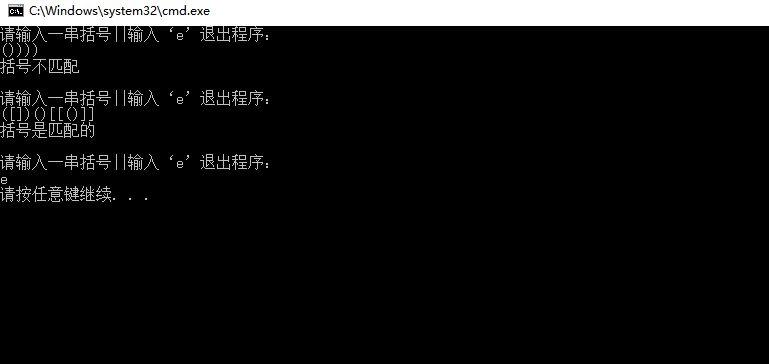 C:\Windows\system32\cmd.exe
请输入一串括号||输入‘e’退出程序：
()())))
括号不匹配
请输入一串括号||输入‘e’退出程序：
([])()[[()]]
括号是匹配的
请输入一串括号||输入‘e’退出程序：
e
请按任意键继续. . .